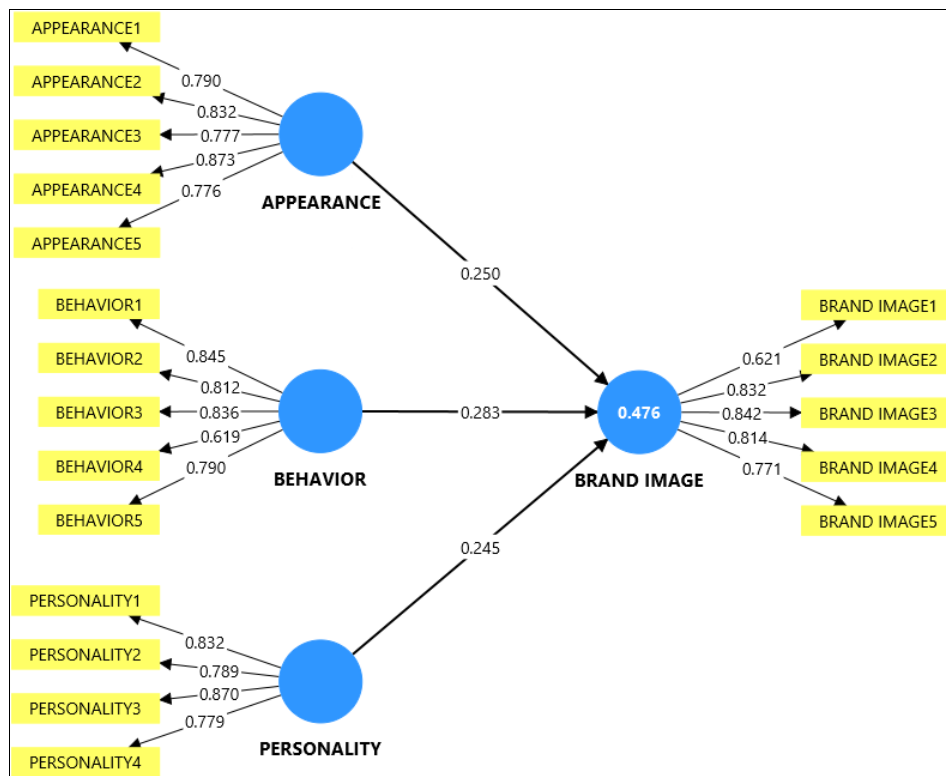 APPEARANCE1
0.790
APPEARANCE2
0.832
APPEARANCE3
0.777
APPEARANCE4
0.873
APPEARANCE5
0.776
APPEARANCE
0.250
BEHAVIOR1
0.845
BEHAVIOR2
0.812
BEHAVIOR3
0.836
BEHAVIOR4
0.619
BEHAVIOR5
0.790
BEHAVIOR
0.283
PERSONALITY1
0.832
PERSONALITY2
0.789
PERSONALITY3
0.870
PERSONALITY4
0.779
PERSONALITY
0.245
0.476
BRAND IMAGE
0.621
BRAND IMAGE1
0.832
BRAND IMAGE2
0.842
BRAND IMAGE3
0.814
BRAND IMAGE4
0.771
BRAND IMAGE5